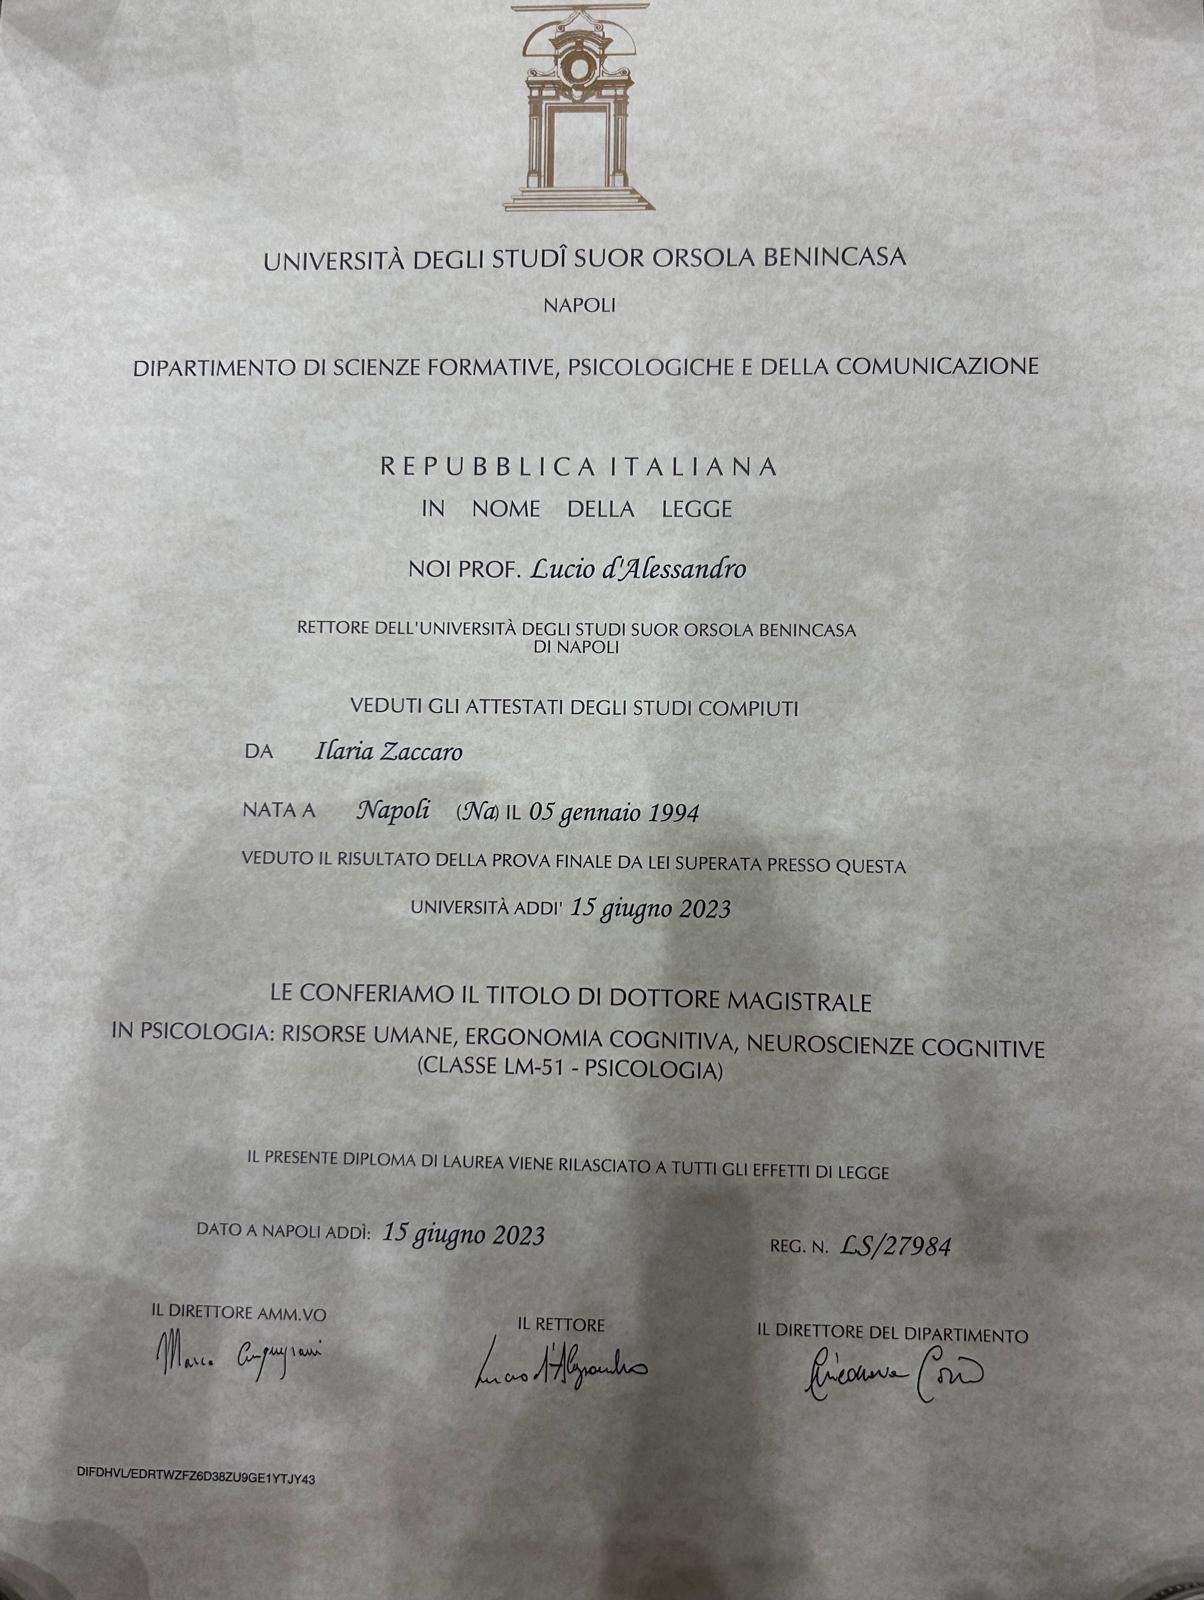 UNIVERSITÀ DEGLI STUDÎ SUOR ORSOLA BENINCASA
NAPOLI
DIPARTIMENTO DI SCIENZE FORMATIVE, PSICOLOGICHE E DELLA COMUNICAZIONE
REPUBBLICA ITALIANA
IN NOME DELLA LEGGE
NOI PROF. Lucio d'Alessandro
RETTORE DELL'UNIVERSITÀ DEGLI STUDI SUOR ORSOLA BENINCASA
DI NAPOLI
VEDUTI GLI ATTESTATI DEGLI STUDI COMPIUTI
DA Ilaria Zaccaro
NATA A Napoli (Na) IL 05 gennaio 1994
VEDUTO IL RISULTATO DELLA PROVA FINALE DA LEI SUPERATA PRESSO QUESTA
UNIVERSITÀ ADDI' 15 giugno 2023
LE CONFERIAMO IL TITOLO DI DOTTORE MAGISTRALE
IN PSICOLOGIA: RISORSE UMANE, ERGONOMIA COGNITIVA, NEUROSCIENZE COGNITIVE
(CLASSE LM-51 - PSICOLOGIA)
IL PRESENTE DIPLOMA DI LAUREA VIENE RILASCIATO A TUTTI GLI EFFETTI DI LEGGE
DATO A NAPOLI ADDÌ: 15 giugno 2023
REG. N. LS/27984
IL DIRETTORE AMM.VO
Marco
IL RETTORE
Lucio d'Alessandro
IL DIRETTORE DEL DIPARTIMENTO
DIFDHVL/EDRTWZFZ6D38ZU9GE1YTJY43